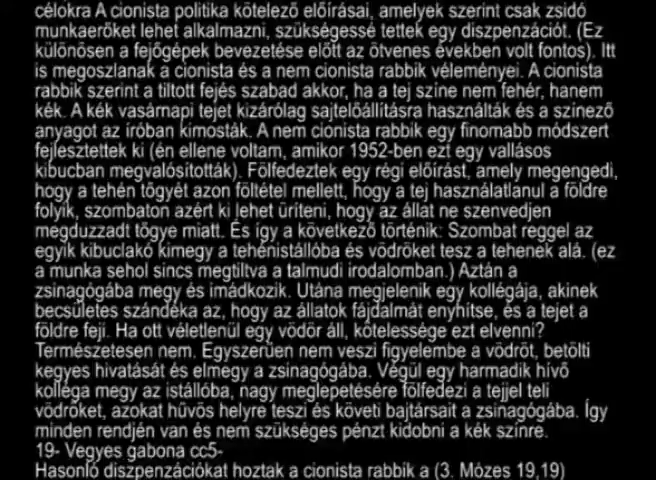 célokra A cionista politika kötelező előírásai, amelyek szerint csak zsidó
munkaerőket lehet alkalmazni, szükségessé tettek egy diszpenzációt. (Ez
különösen a fejőgépek bevezetése előtt az ötvenes években volt fontos). Itt
is megoszlanak a cionista és a nem cionista rabbik véleményei. A cionista
rabbik szerint a tiltott fejés szabad akkor, ha a tej színe nem fehér, hanem
kék. A kék vasárnapi tejet kizárólag sajtelőállításra használták és a színező
anyagot az íróban kimosták. A nem cionista rabbik egy finomabb módszert
fejlesztettek ki (én ellene voltam, amikor 1952-ben ezt egy vallásos
kibucban megvalósították). Fölfedeztek egy régi előírást, amely megengedi,
hogy a tehén tőgyét azon föltétel mellett, hogy a tej használatlanul a földre
folyik, szombaton azért ki lehet üríteni, hogy az állat ne szenvedjen
megduzzadt tőgye miatt. És így a következő történik: Szombat reggel az
egyik kibuclakó kimegy a tehénistállóba és vödröket tesz a tehenek alá. (ez
a munka sehol sincs megtiltva a talmudi irodalomban.) Aztán a
zsinagógába megy és imádkozik. Utána megjelenik egy kollégája, akinek
becsületes szándéka az, hogy az állatok fájdalmát enyhítse, és a tejet a
földre feji. Ha ott véletlenül egy vödör áll, kötelessége ezt elvenni?
Természetesen nem. Egyszerűen nem veszi figyelembe a vödröt, betölti
kegyes hivatását és elmegy a zsinagógába. Végül egy harmadik hívő
kolléga megy az istállóba, nagy meglepetésére fölfedezi a tejjel teli
vödröket, azokat hűvös helyre teszi és követi bajtársait a zsinagógába. Így
minden rendjén van és nem szükséges pénzt kidobni a kék színre.
19- Vegyes gabona cc5-
Hasonló diszpenzációkat hoztak a cionista rabbik a (3. Mózes 19,19)